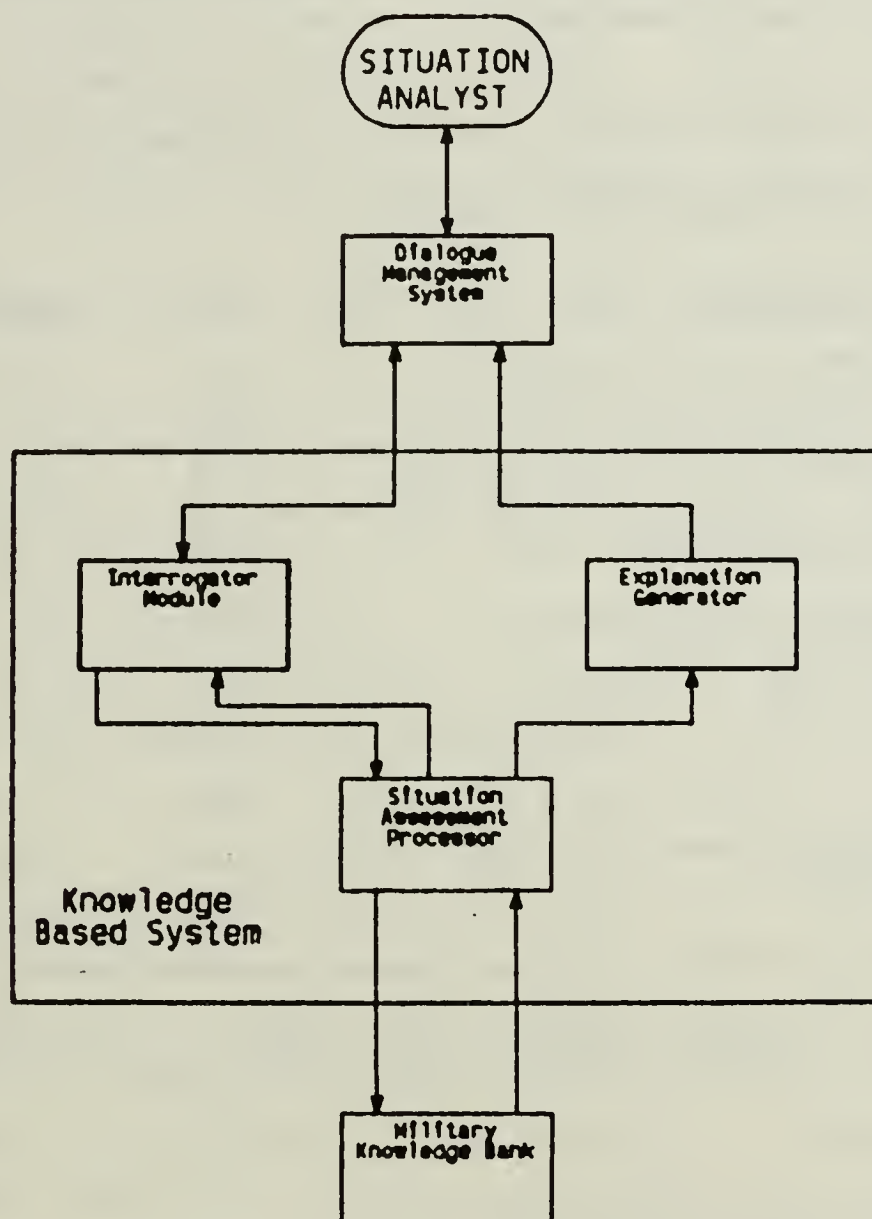 SITUATION
ANALYST
Dialogue
Management
System
Interrogator
Module
Explanation
Generator
Situation
Assessment
Processor
Knowledge
Based System
Military
Knowledge Bank